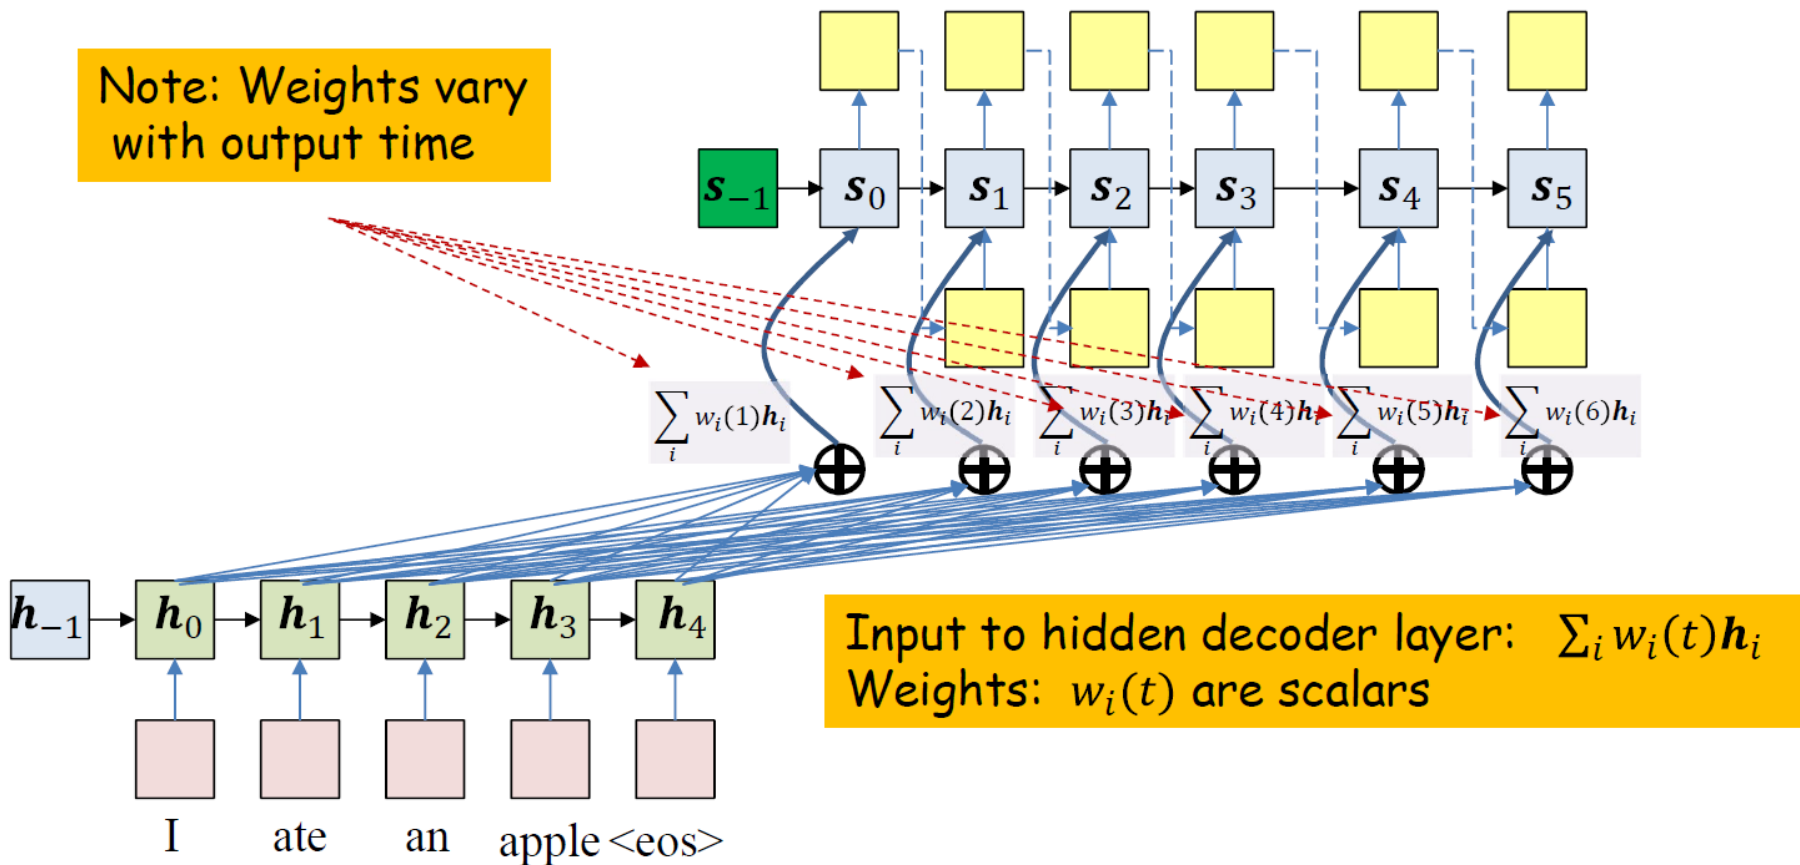 Note: Weights vary
with output time
s₋₁ s₀ s₁ s₂ s₃ s₄ s₅
∑ᵢ wᵢ(1)hᵢ ∑ᵢ wᵢ(2)hᵢ ∑ᵢ wᵢ(3)hᵢ ∑ᵢ wᵢ(4)hᵢ ∑ᵢ wᵢ(5)hᵢ ∑ᵢ wᵢ(6)hᵢ
h₋₁ h₀ h₁ h₂ h₃ h₄
Input to hidden decoder layer: ∑ᵢ wᵢ(t)hᵢ
Weights: wᵢ(t) are scalars
I ate an apple <eos>